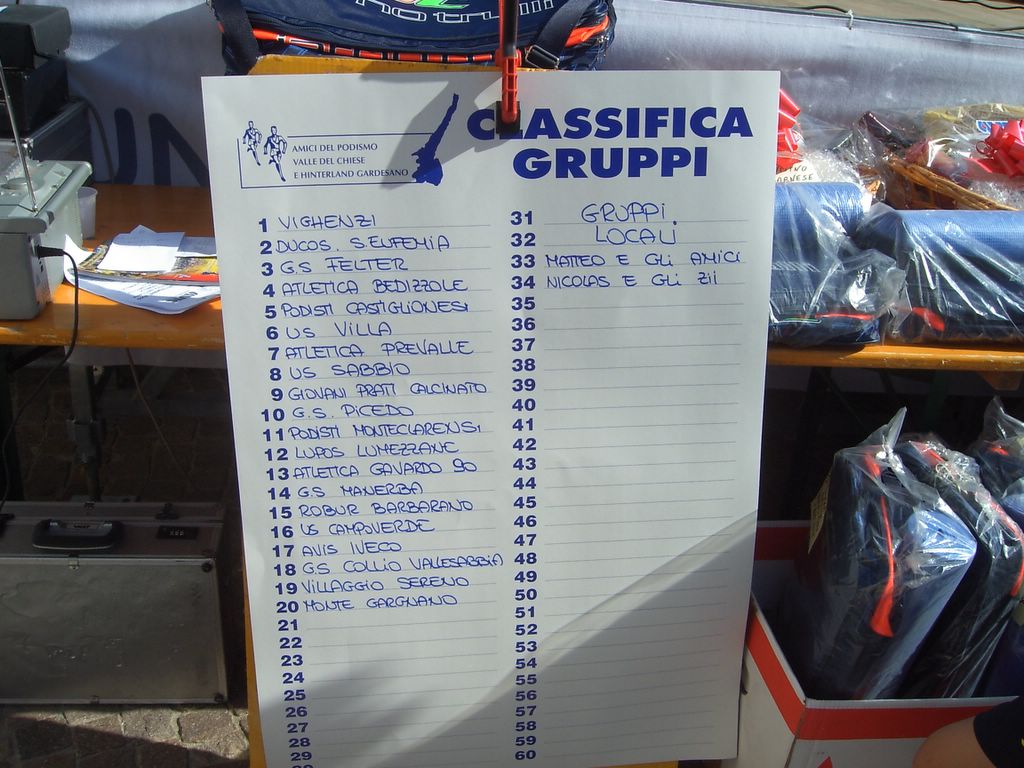 AMICI DEL PODISMO
VALLE DEL CHIESE
E HINTERLAND GARDESANO
CLASSIFICA
GRUPPI
1 VIGHENZI
2 DUCOS. S EUFEMIA
3 G.S FELTER
4 ATLETICA BEDIZZOLE
5 PODISTI CASTIGLIONESI
6 US VILLA
7 ATLETICA PREVALLE
8 US SABBIO
9 GIOVANI PRATI CALCINATO
10 G.S. PICEDO
11 PODISTI MONTECLARENSI
12 LUPOS LUMEZZANE
13 ATLETICA GAVARDO 90
14 GS MANERBA
15 ROBUR BARBARANO
16 US CAMPOVERDE
17 AVIS IVECO
18 GS COLLIO VALLESABBIA
19 VILLAGGIO SERENO
20 MONTE GARGNANO
21
22
23
24
25
26
27
28
29
31 GRUPPI.
32 LOCALI
33 MATTEO E GLI AMICI
34 NICOLAS E GLI ZII
35
36
37
38
39
40
41
42
43
44
45
46
47
48
49
50
51
52
53
54
55
56
57
58
59
60